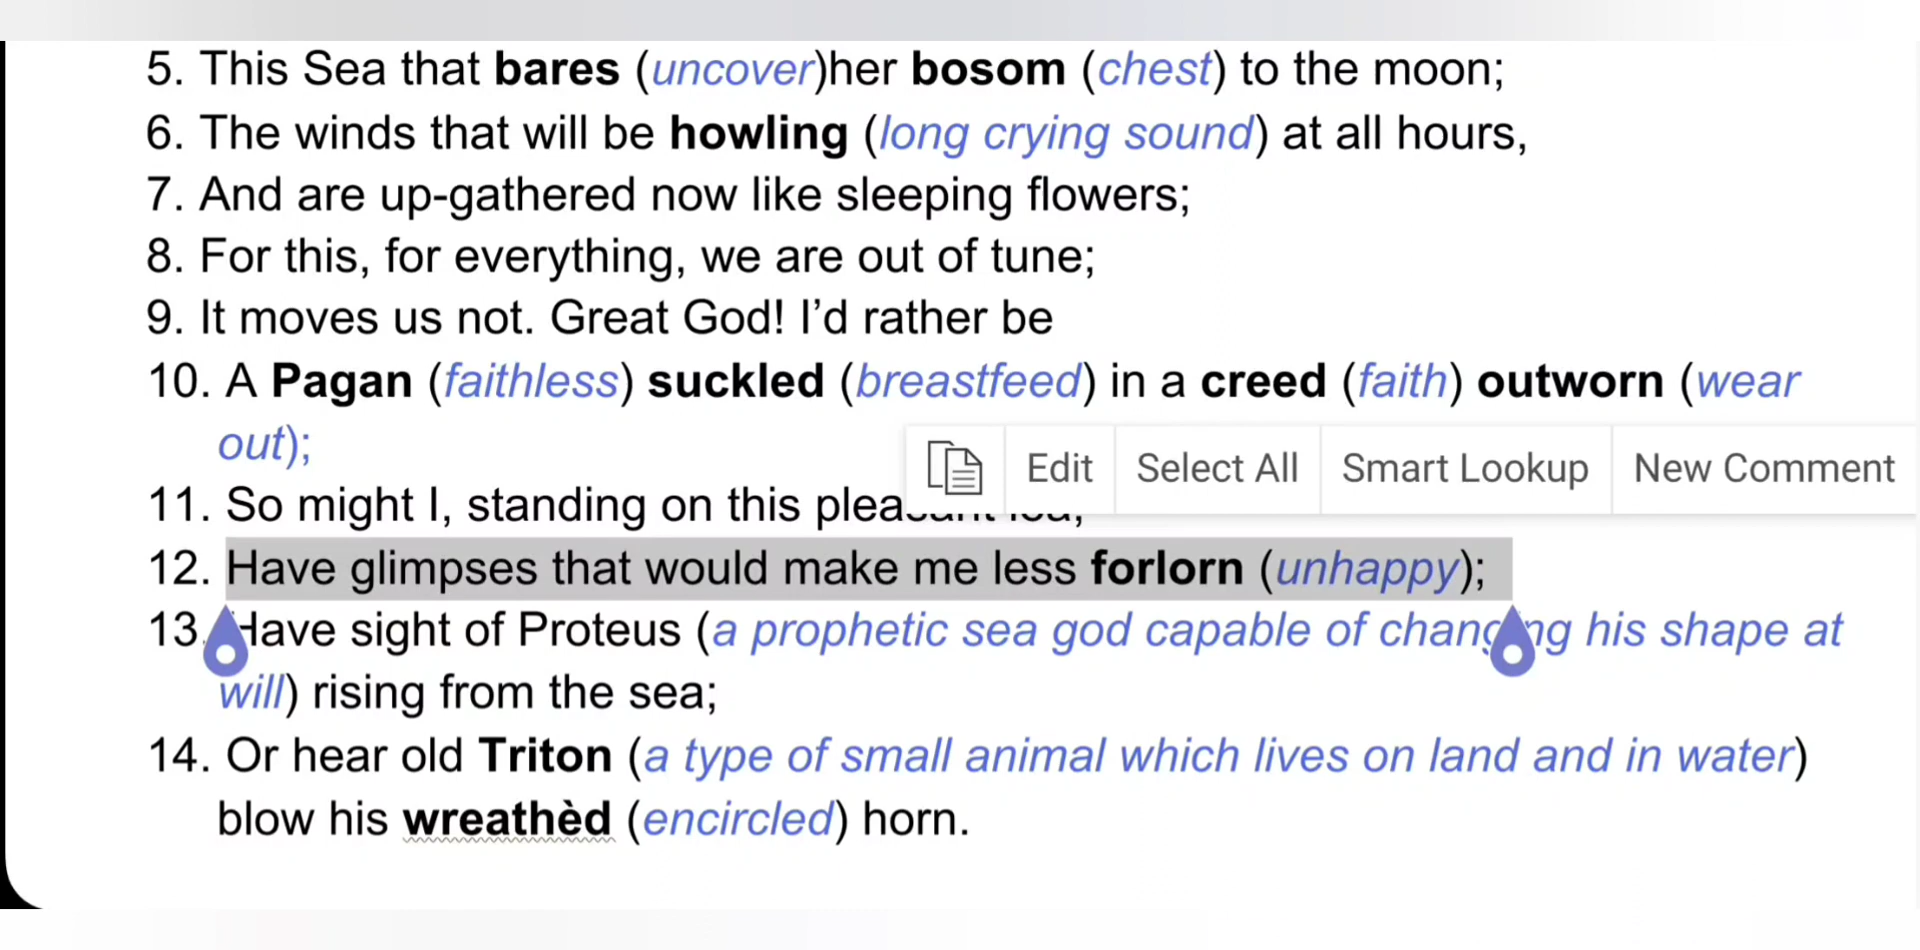 5. This Sea that bares (uncover)her bosom (chest) to the moon;
6. The winds that will be howling (long crying sound) at all hours,
7. And are up-gathered now like sleeping flowers;
8. For this, for everything, we are out of tune;
9. It moves us not. Great God! I’d rather be
10. A Pagan (faithless) suckled (breastfeed) in a creed (faith) outworn (wear
out);
Edit Select All Smart Lookup New Comment
11. So might I, standing on this pleasant lea,
12. Have glimpses that would make me less forlorn (unhappy);
13. Have sight of Proteus (a prophetic sea god capable of changing his shape at
will) rising from the sea;
14. Or hear old Triton (a type of small animal which lives on land and in water)
blow his wreathèd (encircled) horn.